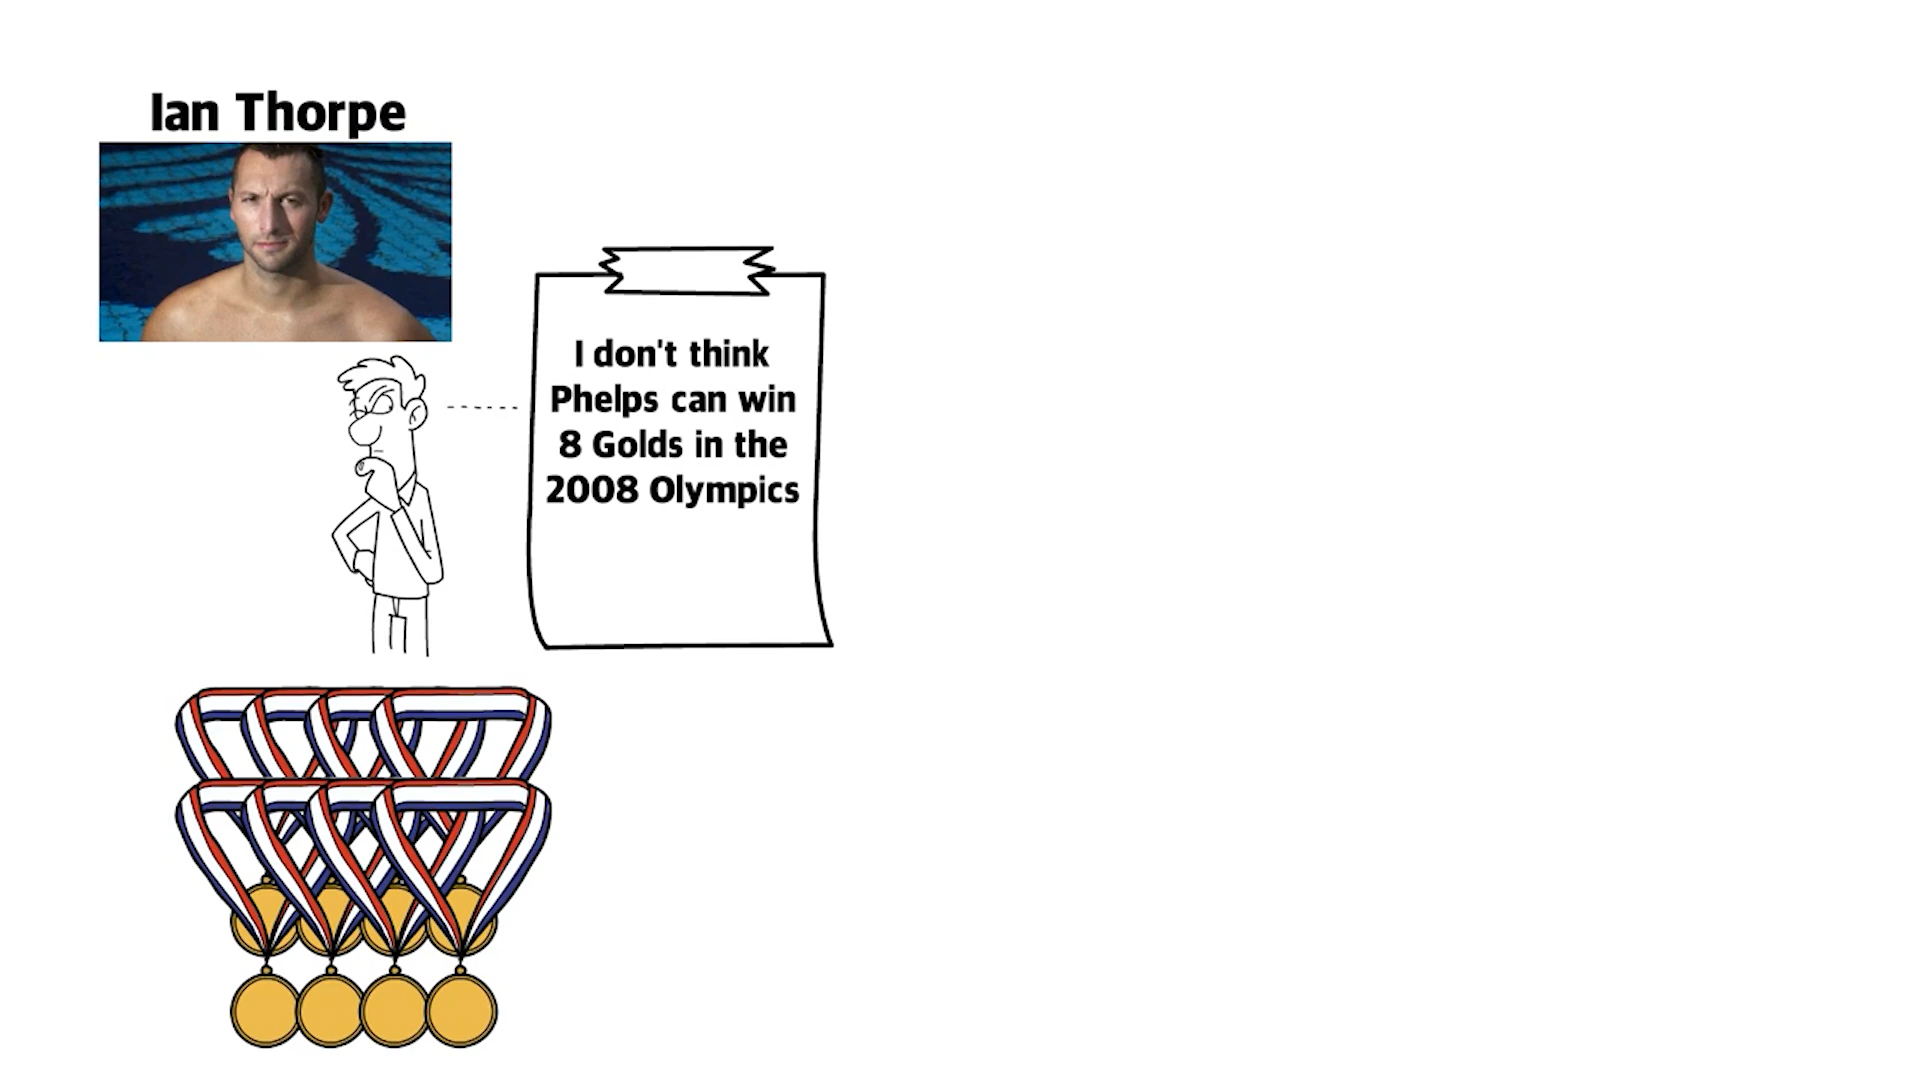 Ian Thorpe
I don't think
Phelps can win
8 Golds in the
2008 Olympics